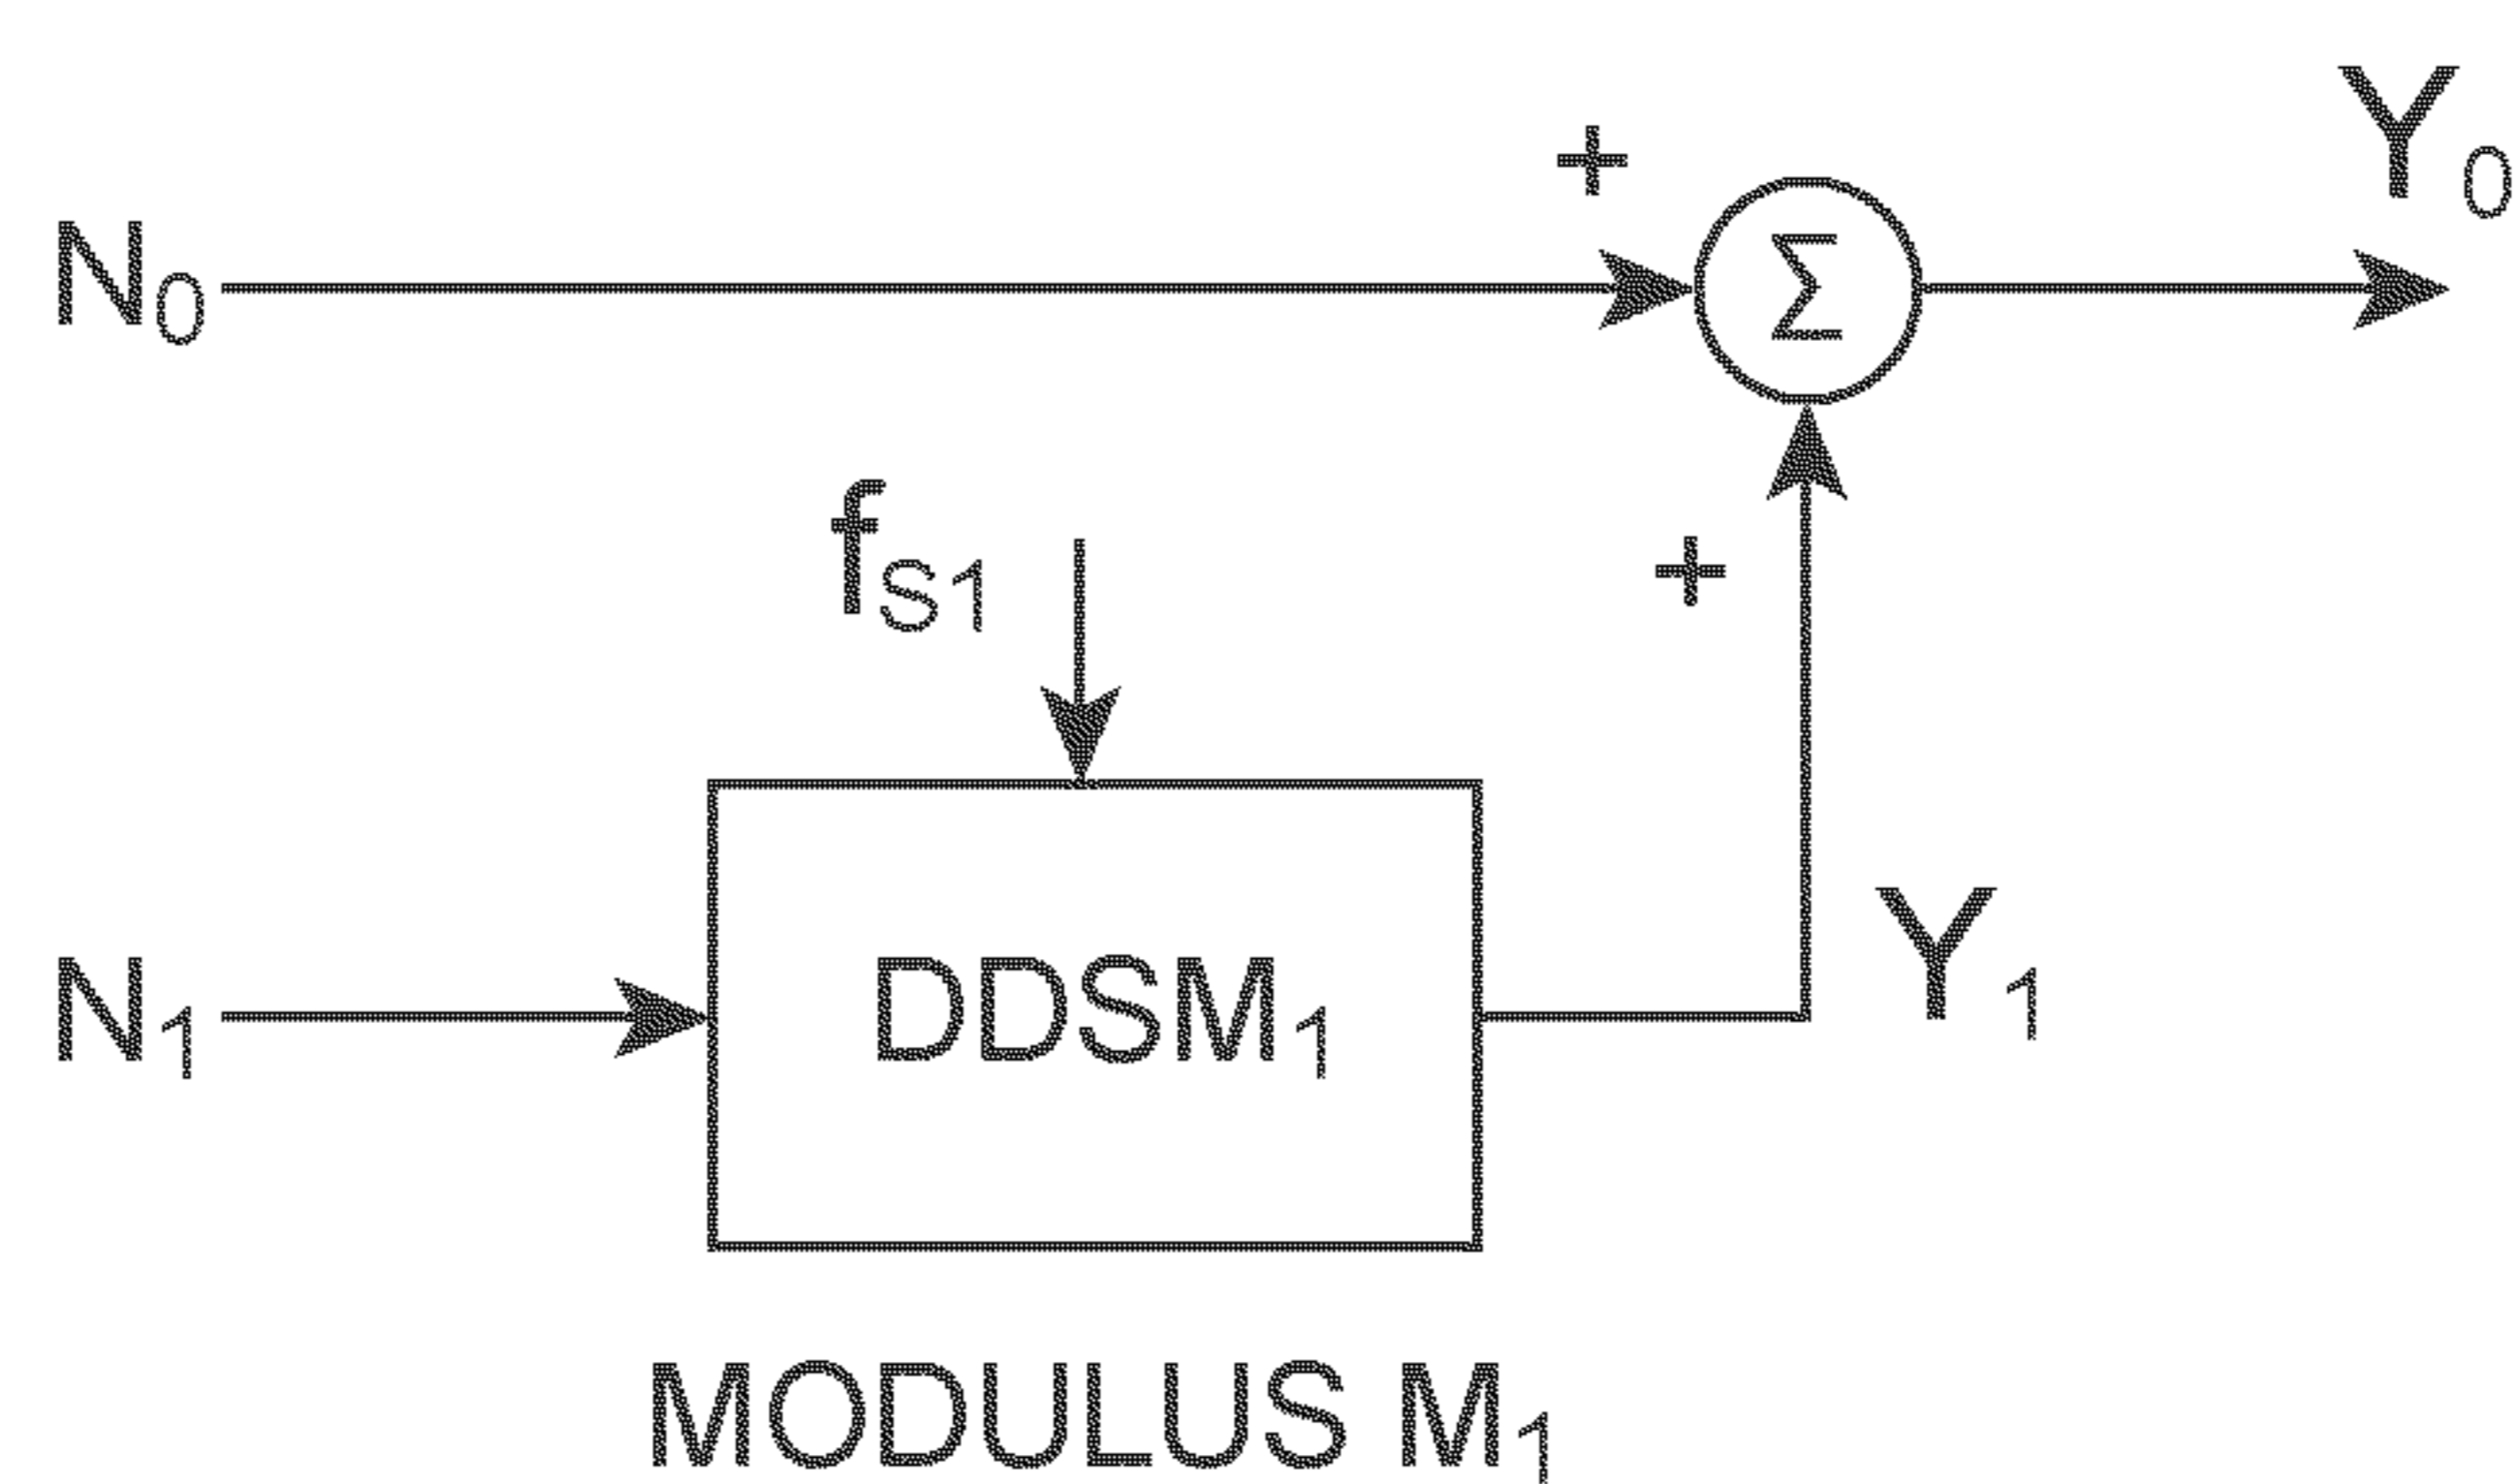 Y₀
+
N₀
Σ
fS1
+
Y₁
N₁
DDSM₁
MODULUS M₁